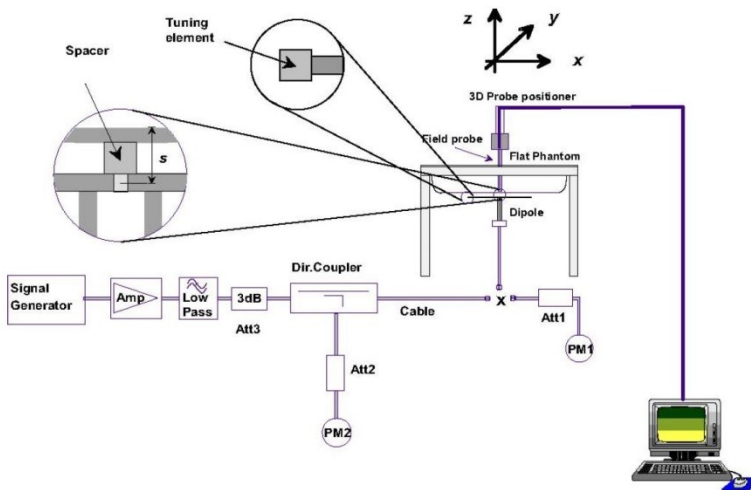 Tuning
element
Spacer
s
z
y
x
3D Probe positioner
Field probe
Flat Phantom
Dipole
Signal
Generator
Amp
Low
Pass
3dB
Att3
Dir.Coupler
Cable
x
Att1
PM1
Att2
PM2